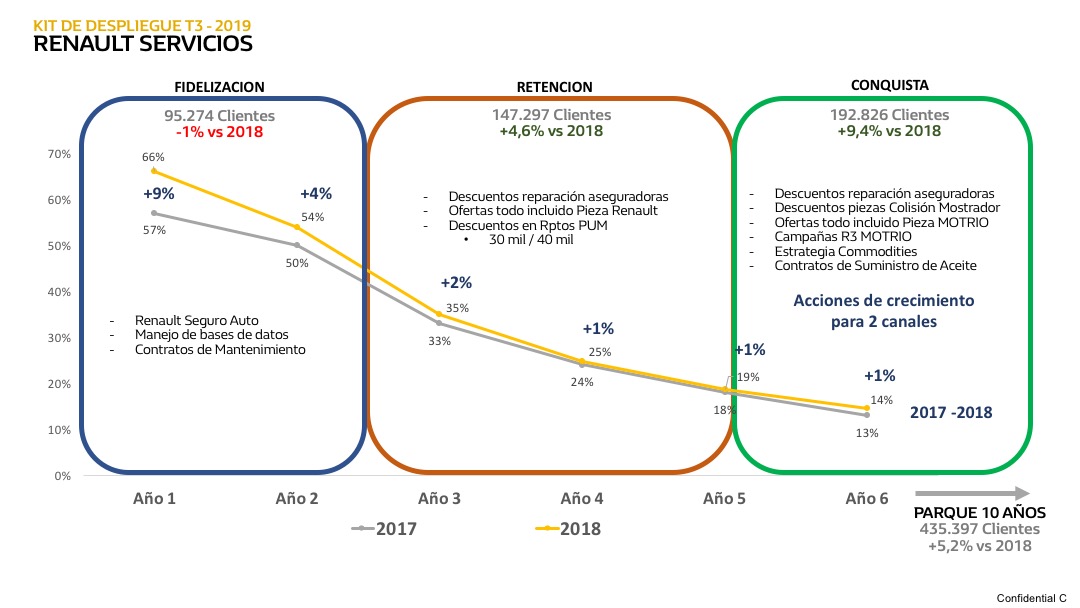 KIT DE DESPLIEGUE T3 - 2019
RENAULT SERVICIOS
FIDELIZACION
95.274 Clientes
-1% vs 2018
RETENCION
147.297 Clientes
+4,6% vs 2018
CONQUISTA
192.826 Clientes
+9,4% vs 2018
70%
60%
50%
40%
30%
20%
10%
0%
66%
+9%
57%
+4%
54%
50%
- Renault Seguro Auto
- Manejo de bases de datos
- Contratos de Mantenimiento
- Descuentos reparación aseguradoras
- Ofertas todo incluido Pieza Renault
- Descuentos en Rptos PUM
• 30 mil / 40 mil
+2%
35%
33%
+1%
25%
24%
+1%
19%
18%
- Descuentos reparación aseguradoras
- Descuentos piezas Colisión Mostrador
- Ofertas todo incluido Pieza MOTRIO
- Campañas R3 MOTRIO
- Estrategia Commodities
- Contratos de Suministro de Aceite
Acciones de crecimiento
para 2 canales
+1%
14%
13%
2017 -2018
Año 1
Año 2
Año 3
Año 4
Año 5
Año 6
2017
2018
PARQUE 10 AÑOS
435.397 Clientes
+5,2% vs 2018
Confidential C